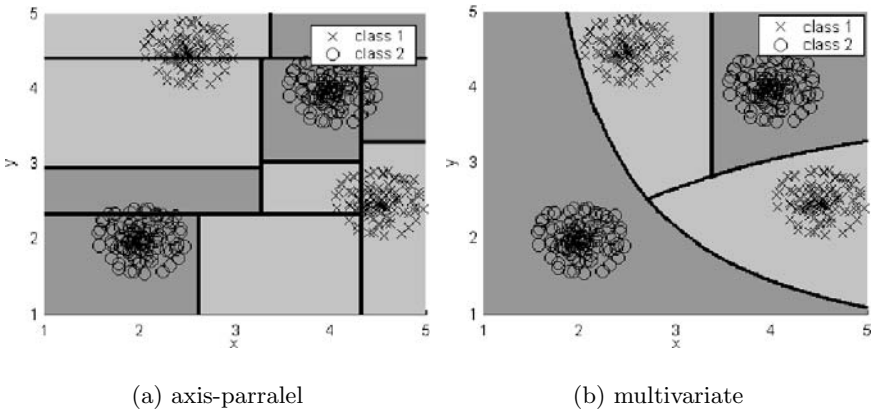 5
4
3
2
1
y
1 2 3 4 5
x
class 1
class 2
(a) axis-parralel
5
4
3
2
1
y
1 2 3 4 5
x
class 1
class 2
(b) multivariate